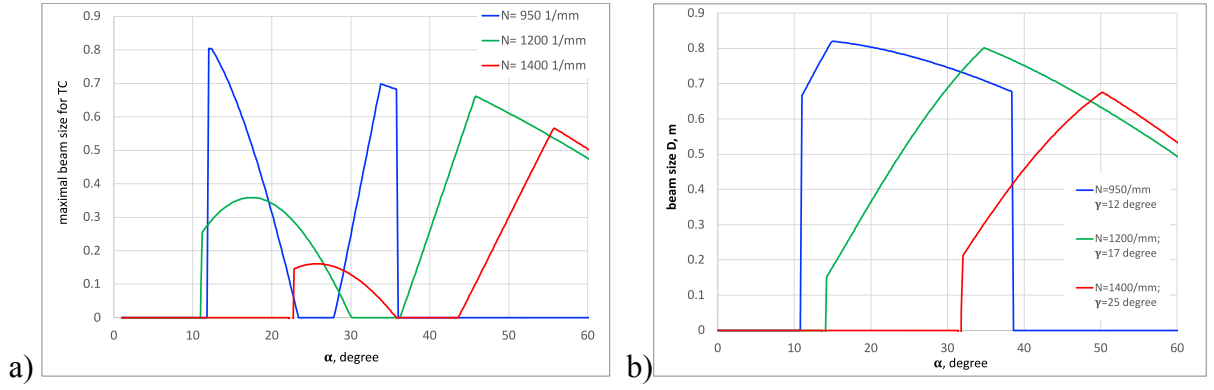 N= 950 1/mm
N= 1200 1/mm
N= 1400 1/mm
maximal beam size for TC
0.9
0.8
0.7
0.6
0.5
0.4
0.3
0.2
0.1
0
0 10 20 30 40 50 60
α, degree
a)
beam size D, m
0.9
0.8
0.7
0.6
0.5
0.4
0.3
0.2
0.1
0
N=950/mm
γ=12 degree
N=1200/mm;
γ=17 degree
N=1400/mm;
γ=25 degree
0 10 20 30 40 50 60
α, degree
b)